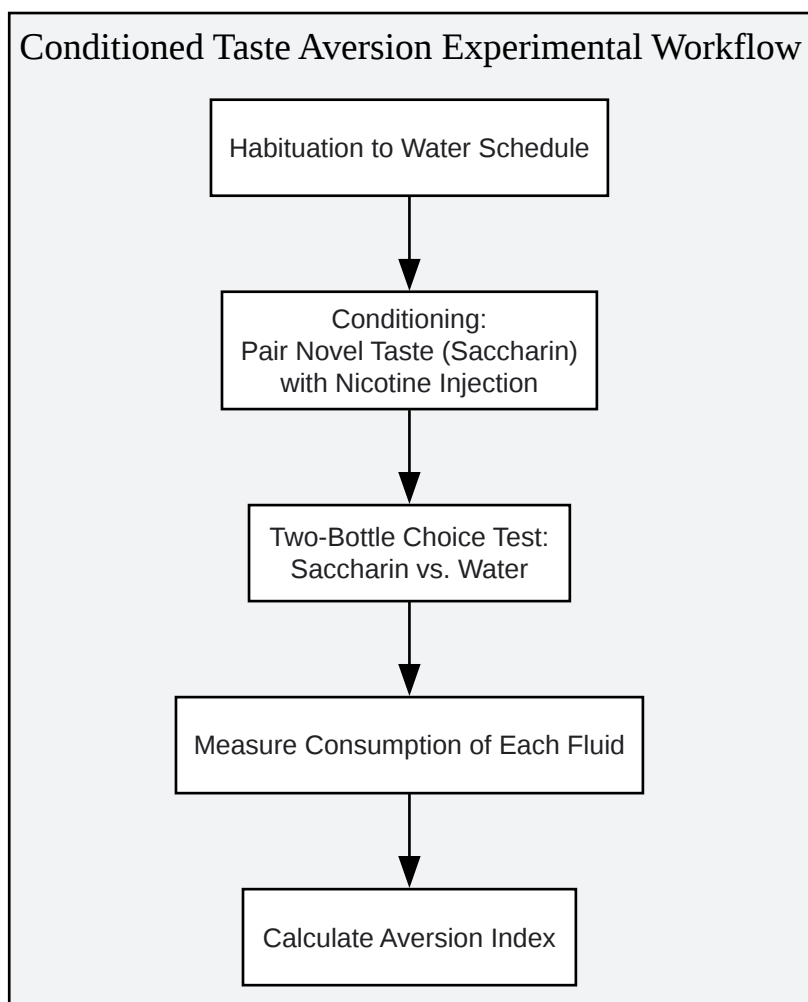 Conditioned Taste Aversion Experimental Workflow
Habituation to Water Schedule
Conditioning:
Pair Novel Taste (Saccharin)
with Nicotine Injection
Two-Bottle Choice Test:
Saccharin vs. Water
Measure Consumption of Each Fluid
Calculate Aversion Index